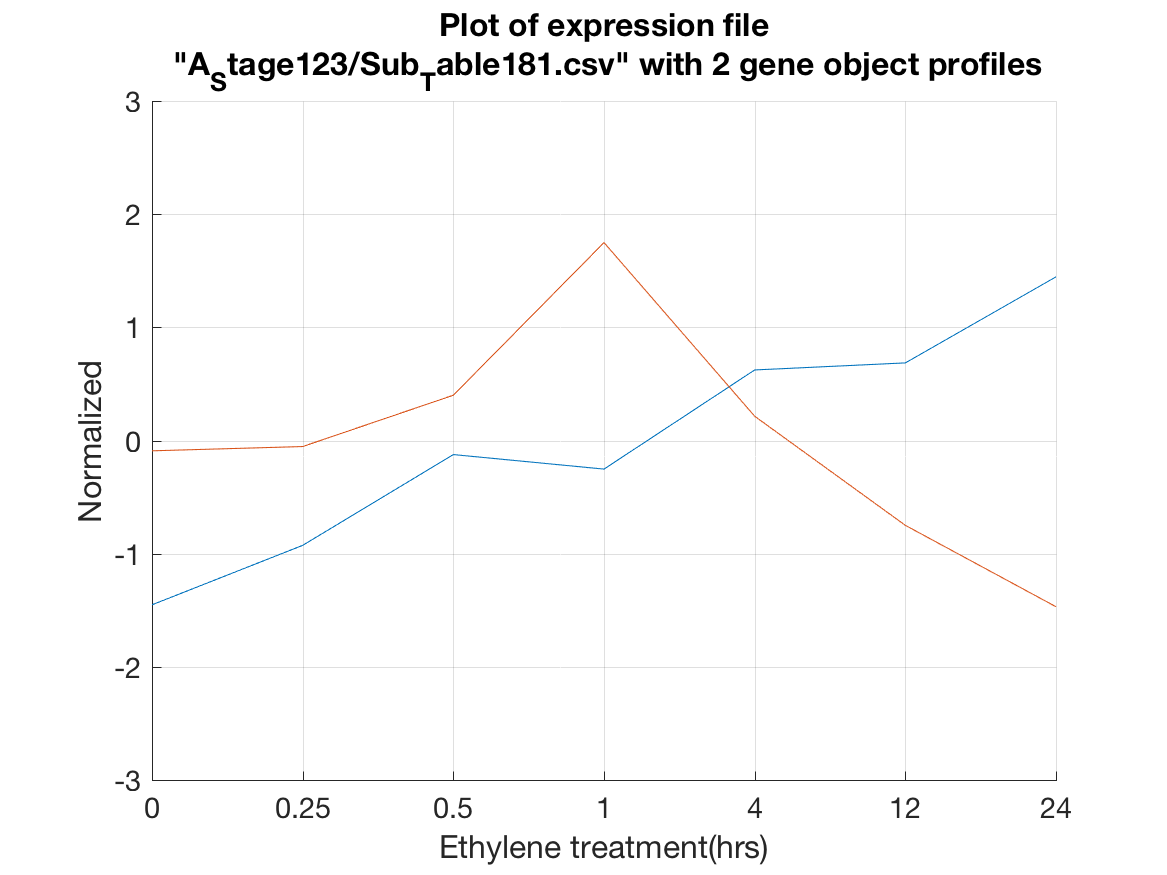 Plot of expression file
"A_Stage123/Sub_Table181.csv" with 2 gene object profiles
3
2
1
0
-1
-2
-3
Normalized
0 0.25 0.5 1 4 12 24
Ethylene treatment(hrs)